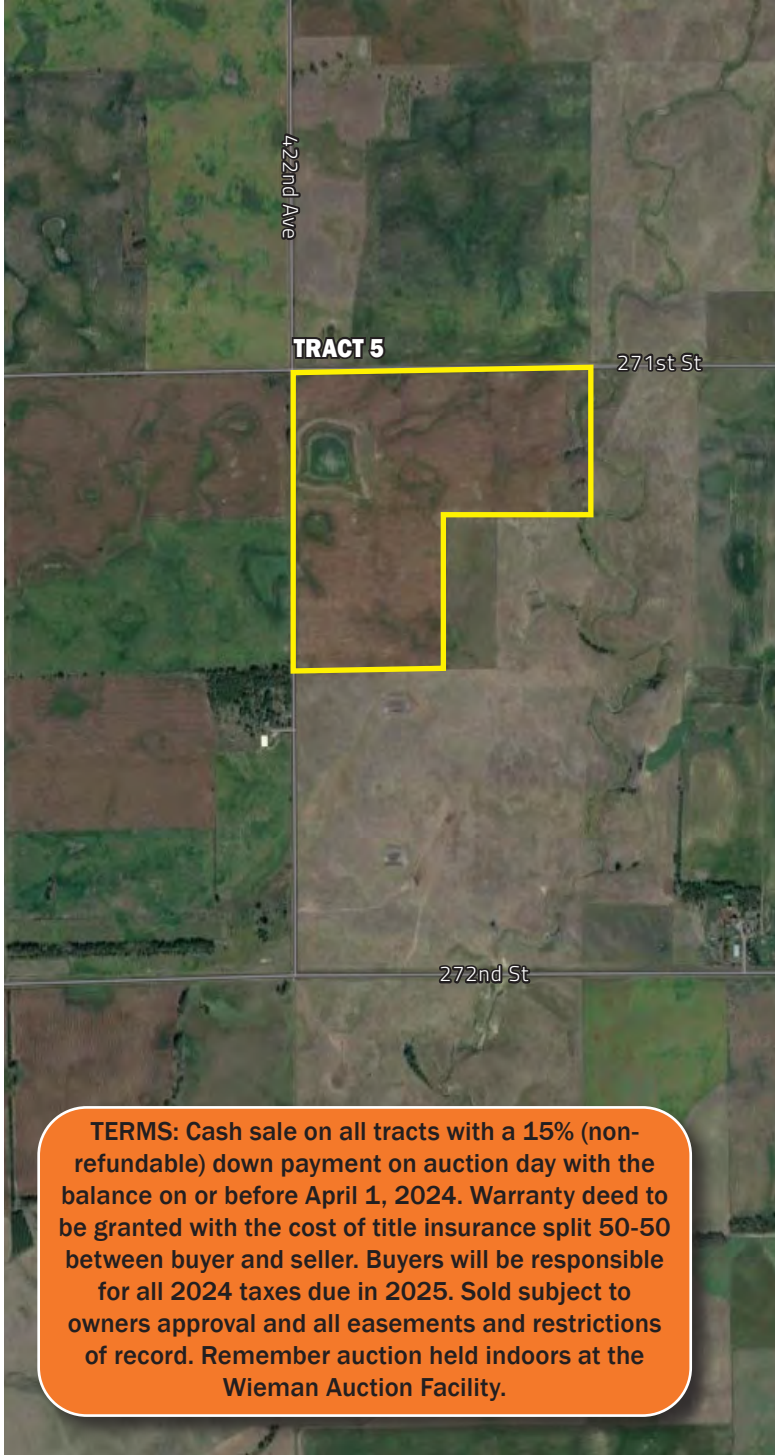 422nd Ave
TRACT 5
271st St
272nd St
TERMS: Cash sale on all tracts with a 15% (non-
refundable) down payment on auction day with the
balance on or before April 1, 2024. Warranty deed to
be granted with the cost of title insurance split 50-50
between buyer and seller. Buyers will be responsible
for all 2024 taxes due in 2025. Sold subject to
owners approval and all easements and restrictions
of record. Remember auction held indoors at the
Wieman Auction Facility.